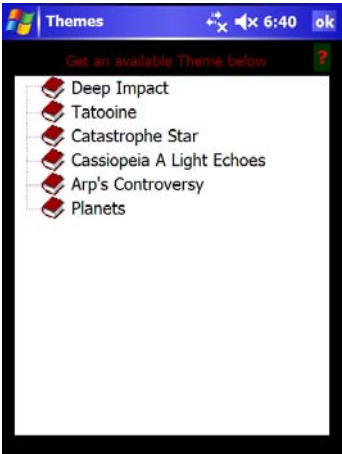 Themes 6:40 ok
Get an available Theme below ?
Deep Impact
Tatooine
Catastrophe Star
Cassiopeia A Light Echoes
Arp's Controversy
Planets